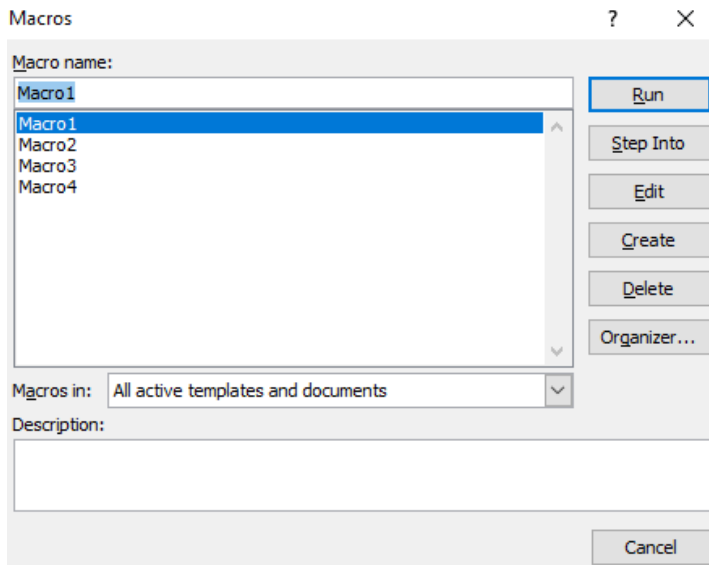 Macros ?
Macro name:
Macro1
Run
Macro1
Macro2
Macro3
Macro4
Step Into
Edit
Create
Delete
Organizer...
Macros in: All active templates and documents
Description:
Cancel